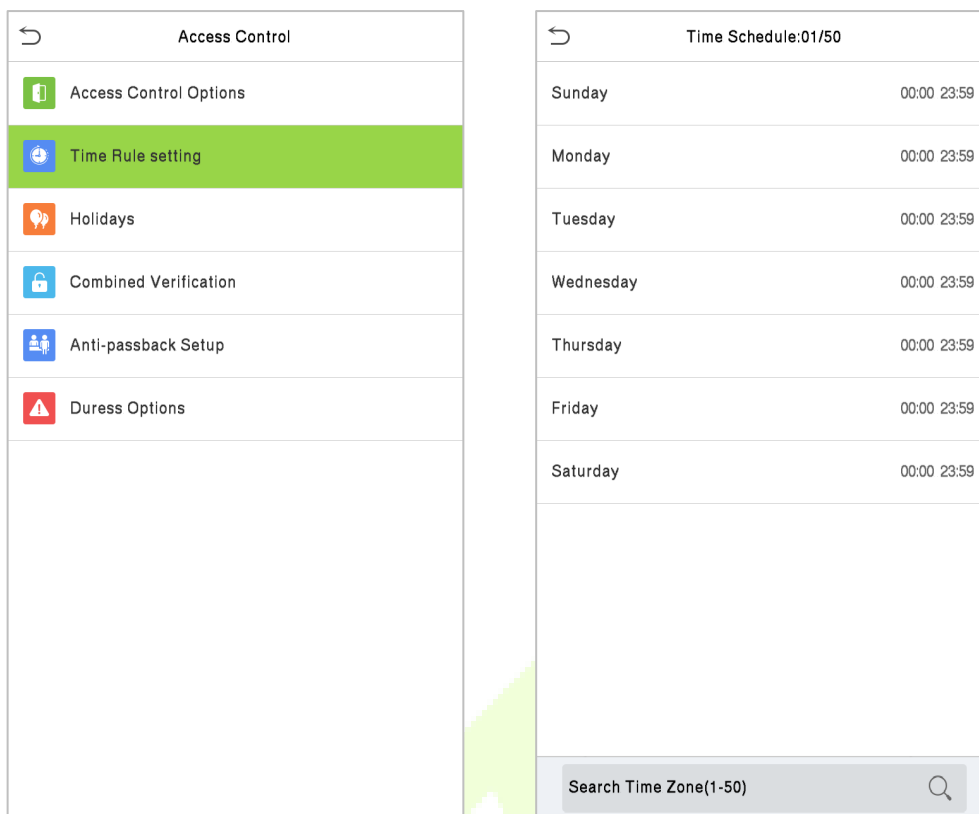 Access Control
Access Control Options
Time Rule setting
Holidays
Combined Verification
Anti-passback Setup
Duress Options
Time Schedule:01/50
Sunday 00:00 23:59
Monday 00:00 23:59
Tuesday 00:00 23:59
Wednesday 00:00 23:59
Thursday 00:00 23:59
Friday 00:00 23:59
Saturday 00:00 23:59
Search Time Zone(1-50)